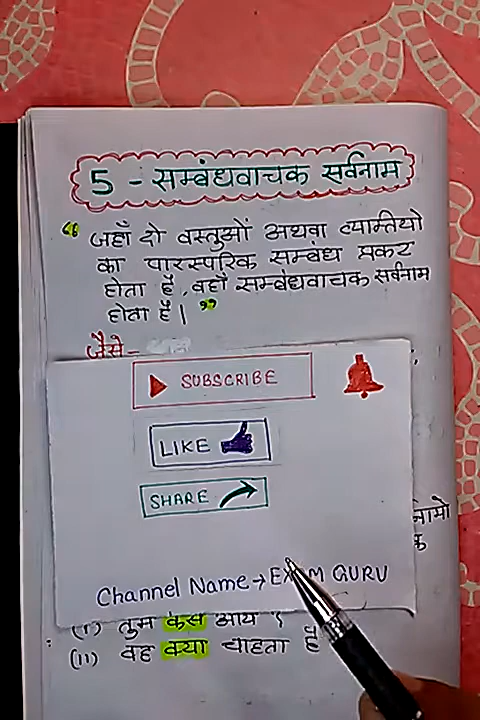 5 - सम्बंधवाचक सर्वनाम
“ जहाँ दो वस्तुओं अथवा व्यक्तियो
का पारस्परिक सम्बंध प्रकट
होता हैं , वहाँ सम्बंधवाचक सर्वनाम
होता हैं | ”
जैसे -
SUBSCRIBE
LIKE
SHARE
नामो
क
Channel Name → EXAM GURU
(i) तुम कैसे आये
(ii) वह क्या चाहता हैं